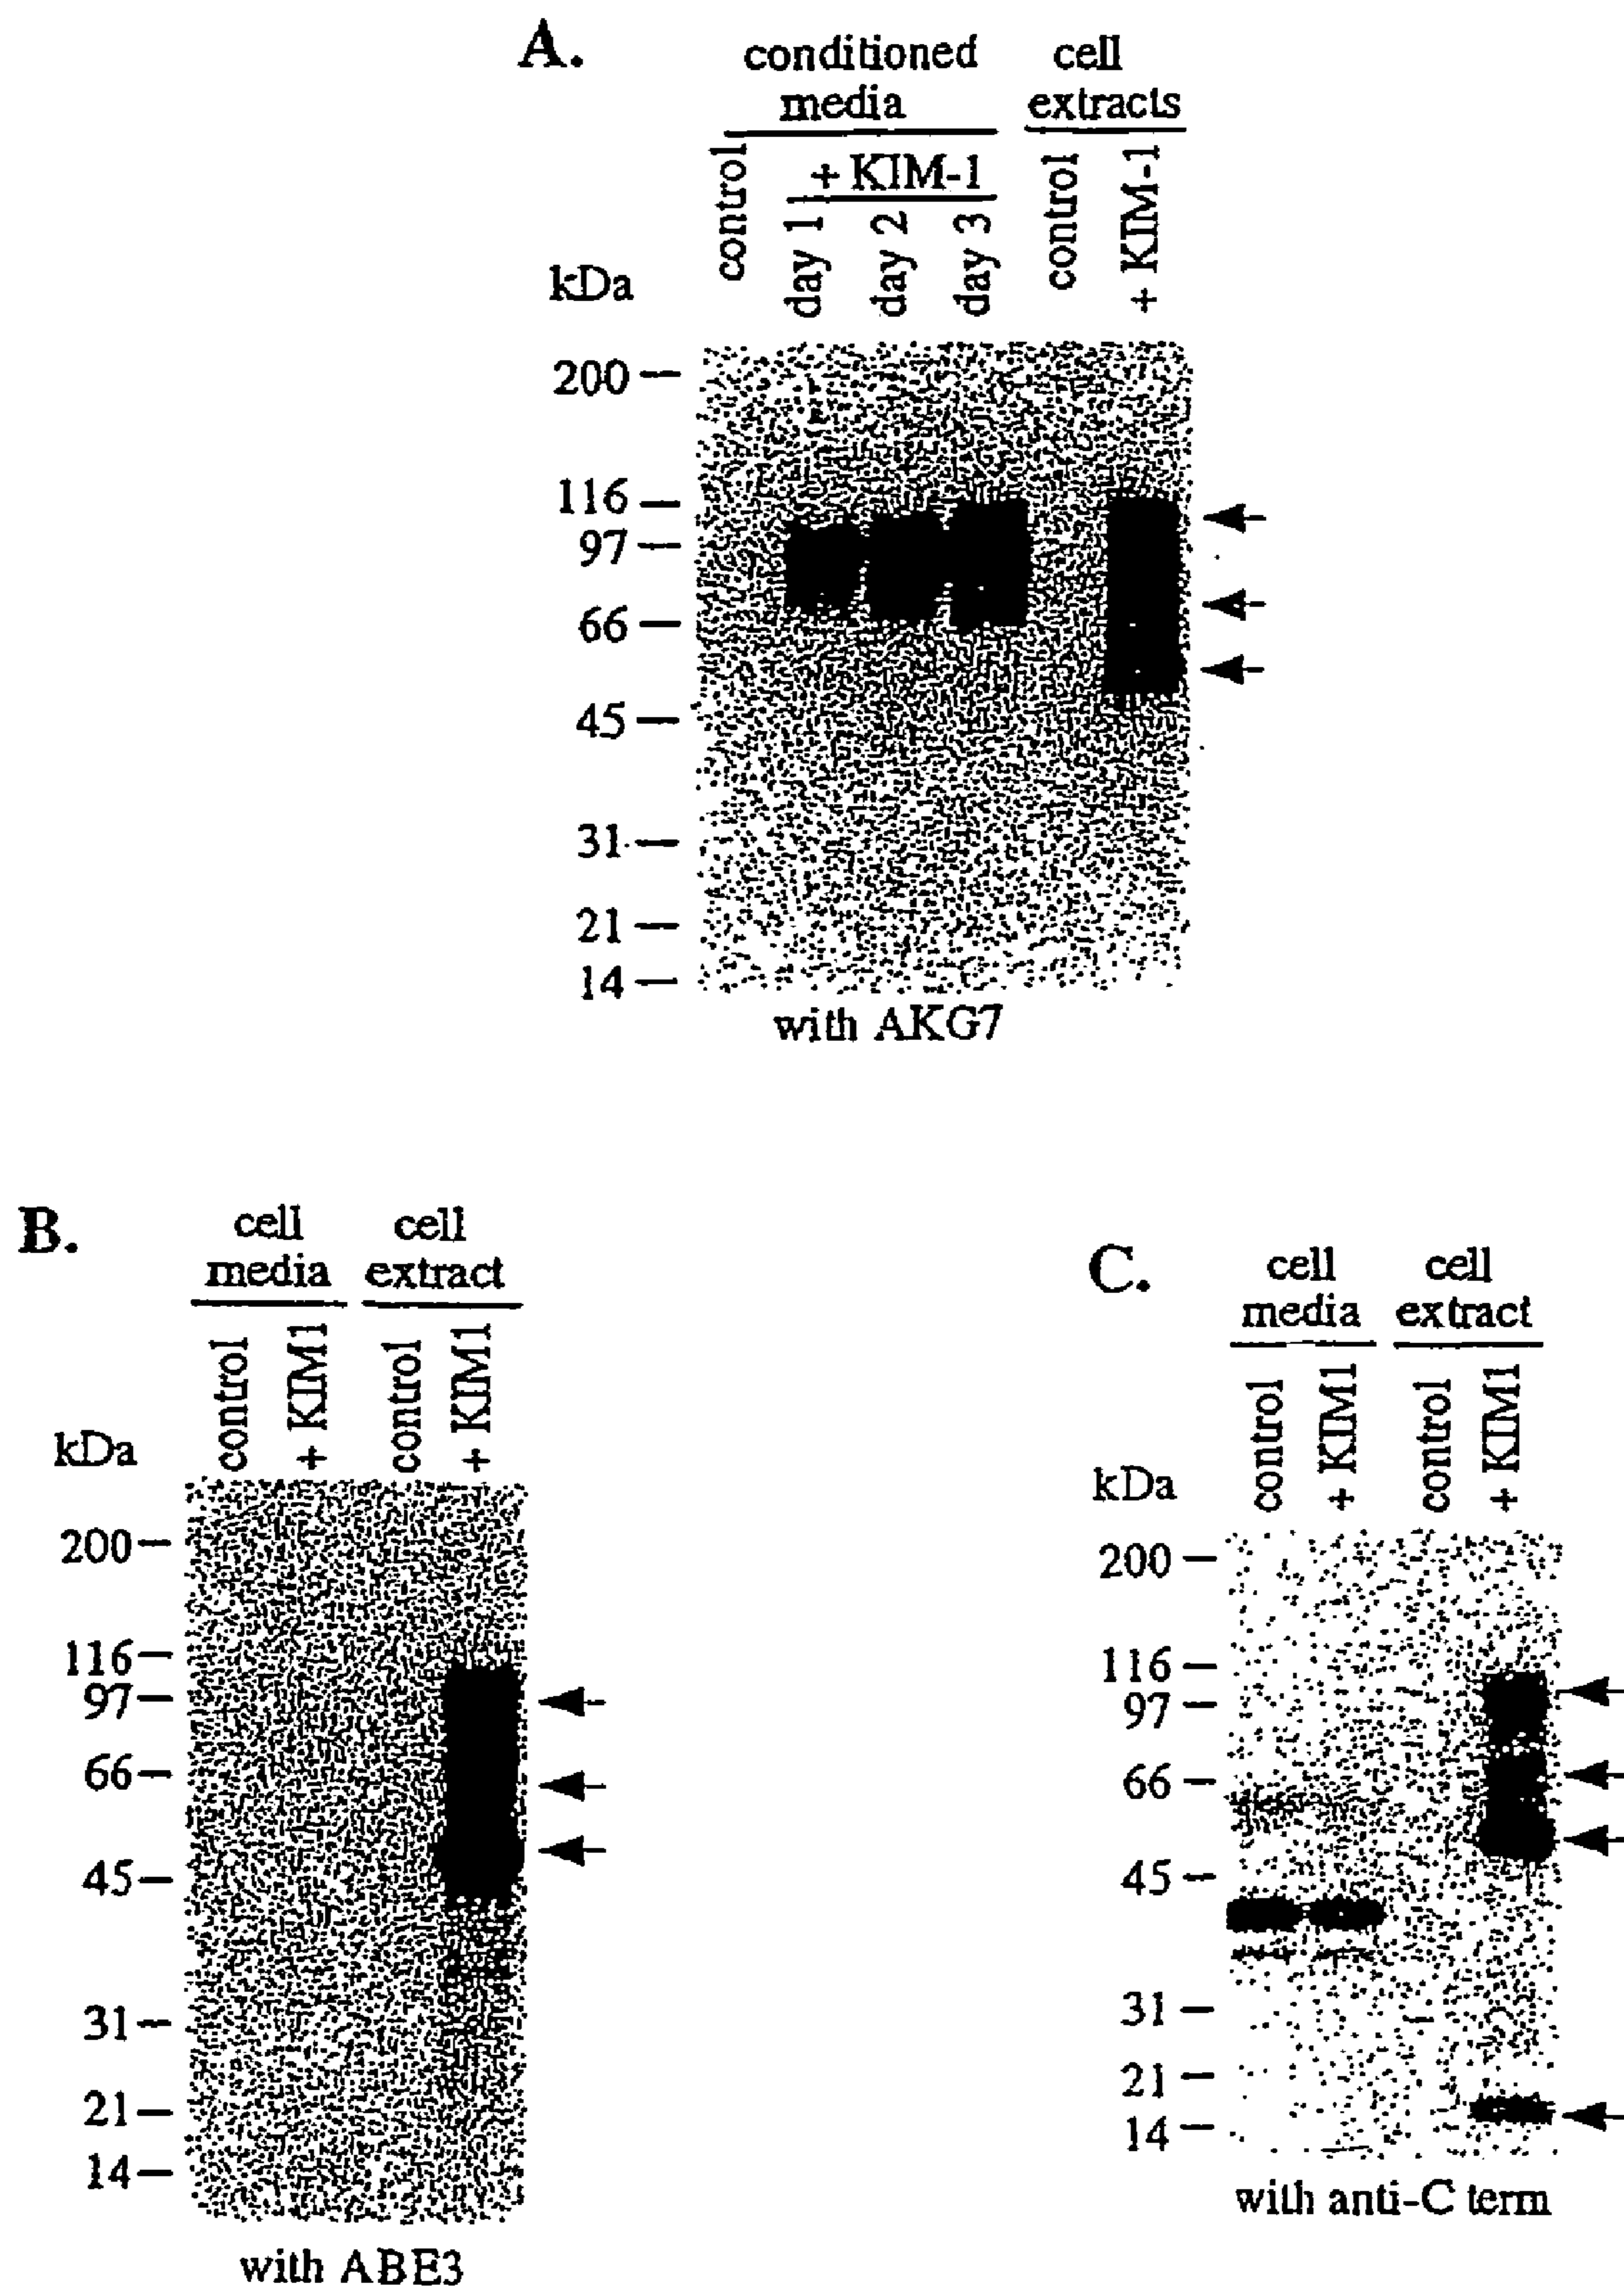 A.
conditioned media
cell extracts
control
+ KIM-1
day 1
day 2
day 3
control
+ KIM-1
kDa
200
116
97
66
45
31
21
14
with AKG7
B.
cell media
cell extract
control
+ KIM1
control
+ KIM1
kDa
200
116
97
66
45
31
21
14
with ABE3
C.
cell media
cell extract
control
+ KIM1
control
+ KIM1
kDa
200
116
97
66
45
31
21
14
with anti-C term